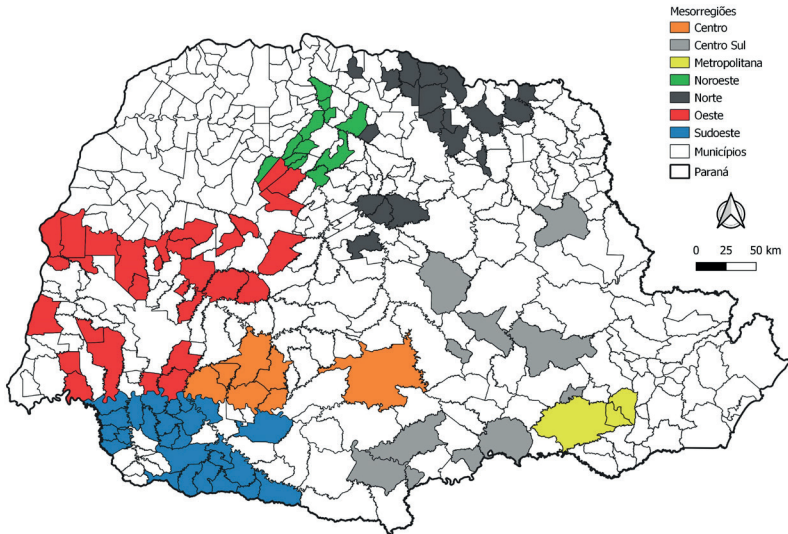 Mesorregiões
Centro
Centro Sul
Metropolitana
Noroeste
Norte
Oeste
Sudoeste
Municípios
Paraná
0 25 50 km